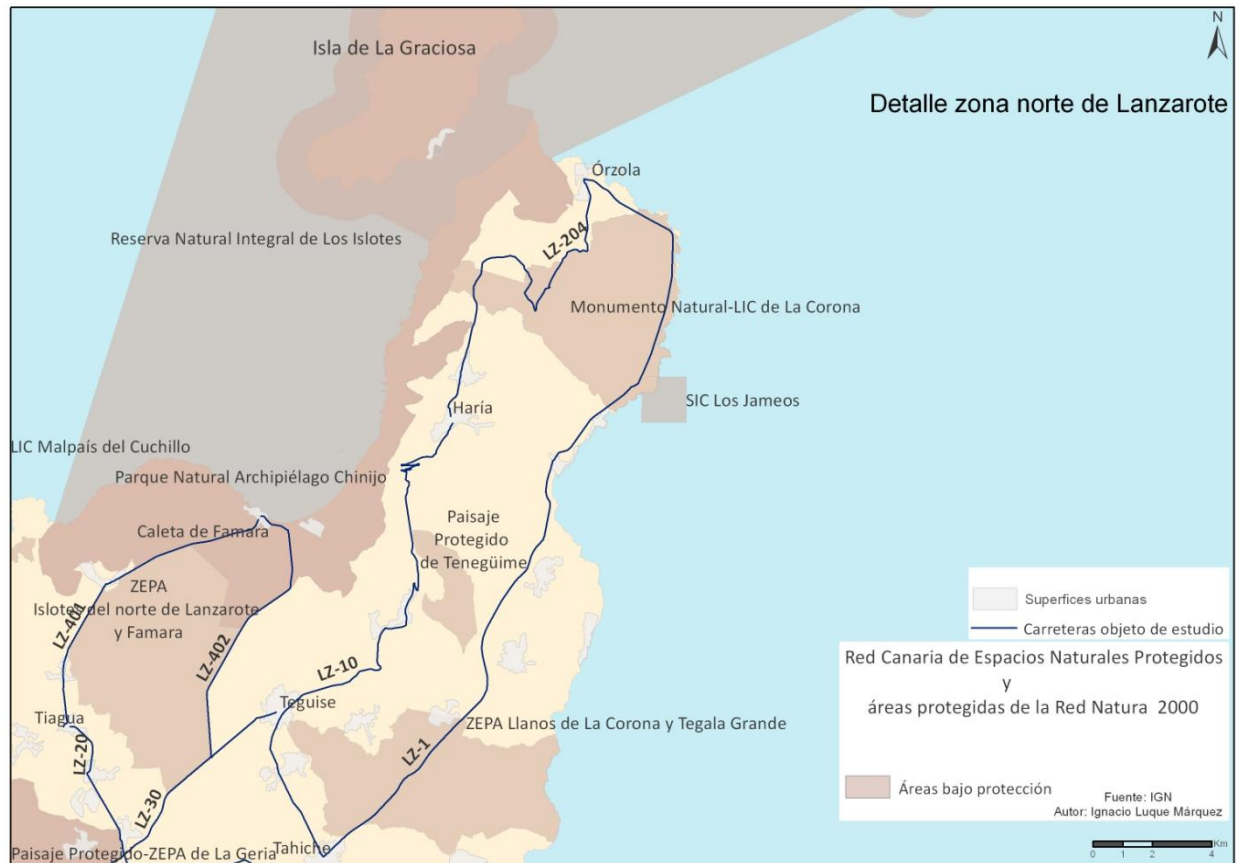 N
Isla de La Graciosa
Detalle zona norte de Lanzarote
Órzola
LZ-204
Reserva Natural Integral de Los Islotes
Monumento Natural-LIC de La Corona
SIC Los Jameos
Haría
LIC Malpaís del Cuchillo
Parque Natural Archipiélago Chinijo
Caleta de Famara
Paisaje
Protegido
de Tenegüime
ZEPA
Islotes del norte de Lanzarote
y Famara
LZ-401
LZ-402
LZ-10
Teguise
Tiagua
LZ-20
LZ-30
LZ-1
ZEPA Llanos de La Corona y Tegala Grande
Tahiche
Paisaje Protegido-ZEPA de La Geria
Superfices urbanas
Carreteras objeto de estudio
Red Canaria de Espacios Naturales Protegidos
y
áreas protegidas de la Red Natura 2000
Áreas bajo protección
Fuente: IGN
Autor: Ignacio Luque Márquez
Km
0 1 2 4